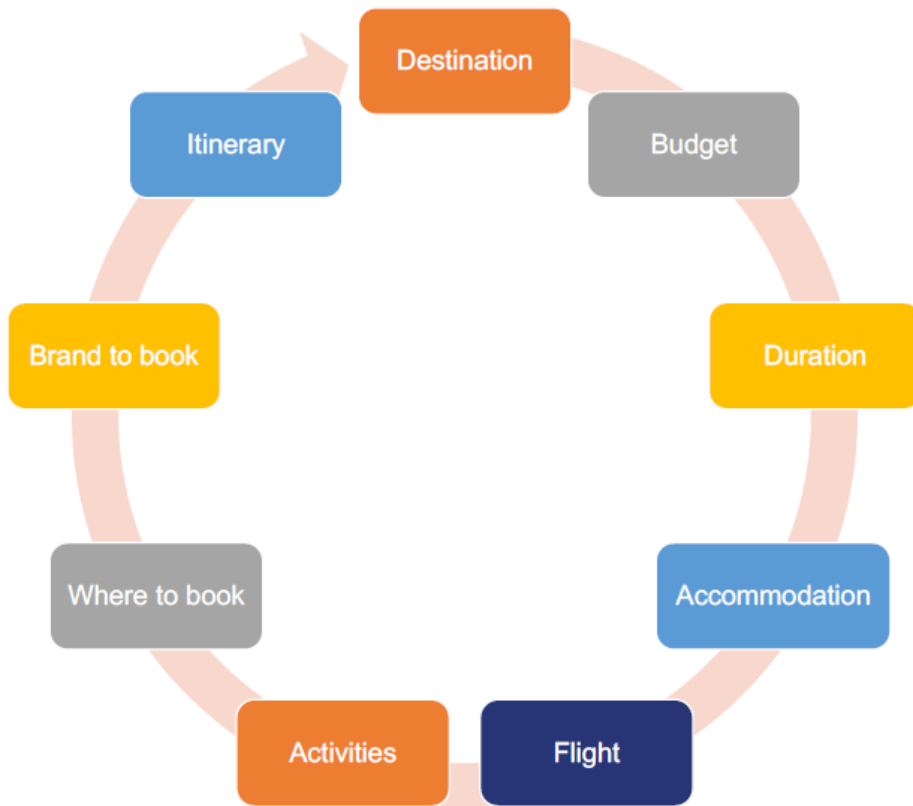 Destination
Budget
Duration
Accommodation
Flight
Activities
Where to book
Brand to book
Itinerary